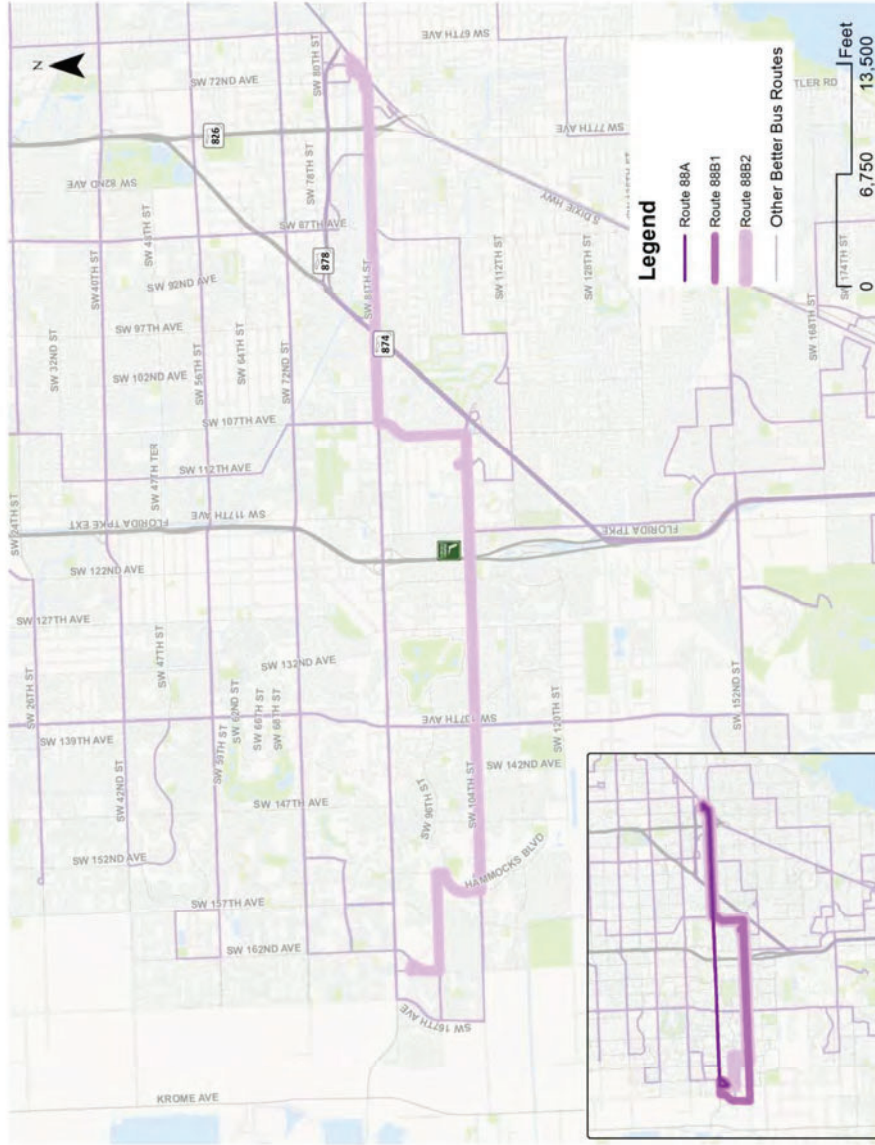 N
SW 67TH AVE
SW 72ND AVE
SW 80TH ST
826
SW 77TH AVE
SW 82ND AVE
SW 78TH ST
SW 87TH AVE
878
S DIXIE HWY
TLER RD
SW 40TH ST
SW 48TH ST
SW 92ND AVE
SW 81ST ST
SW 112TH ST
SW 128TH ST
SW 32ND ST
SW 97TH AVE
SW 56TH ST
SW 64TH ST
SW 72ND ST
874
SW 102ND AVE
SW 107TH AVE
SW 168TH ST
SW 174TH ST
SW 24TH ST
SW 47TH TER
SW 112TH AVE
FLORIDA TPKE EXT
SW 117TH AVE
FLORIDA TPKE
SW 122ND AVE
SW 127TH AVE
SW 26TH ST
SW 47TH ST
SW 132ND AVE
SW 62ND ST
SW 66TH ST
SW 68TH ST
SW 59TH ST
SW 137TH AVE
SW 120TH ST
SW 152ND ST
SW 139TH AVE
SW 42ND ST
SW 142ND AVE
SW 147TH AVE
SW 96TH ST
SW 104TH ST
SW 152ND AVE
HAMMOCKS BLVD
SW 157TH AVE
SW 162ND AVE
SW 167TH AVE
KROME AVE
Legend
Route 88A
Route 88B1
Route 88B2
Other Better Bus Routes
0 6,750 13,500
Feet